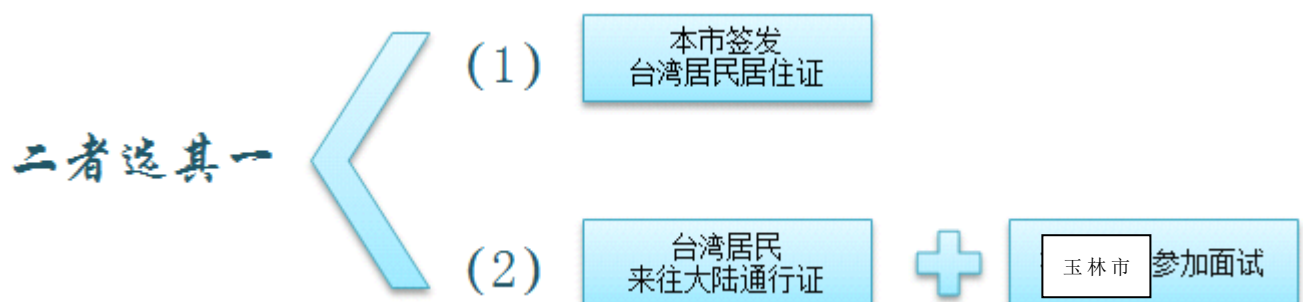 二者选其一
(1)
本市签发
台湾居民居住证
(2)
台湾居民
来往大陆通行证
玉林市参加面试